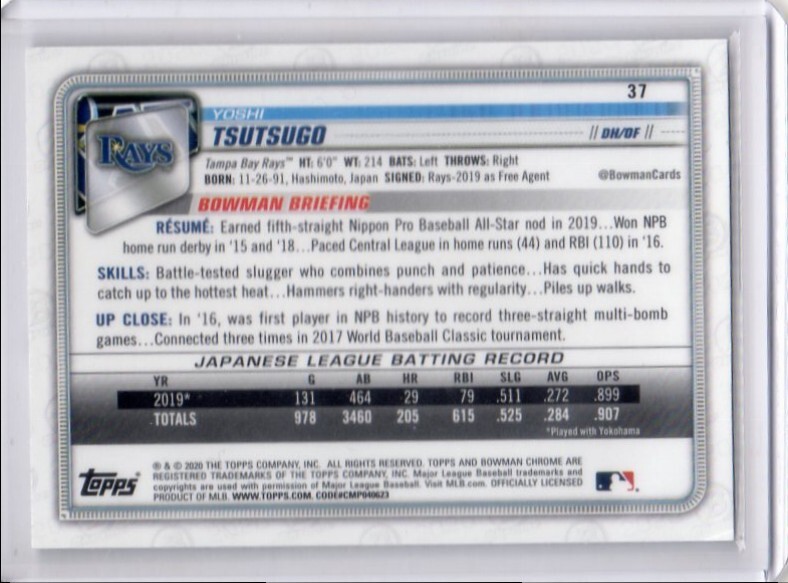 37
YOSHI
TSUTSUGO
// DH/OF //
RAYS
Tampa Bay Rays™ HT: 6'0" WT: 214 BATS: Left THROWS: Right
BORN: 11-26-91, Hashimoto, Japan SIGNED: Rays-2019 as Free Agent
@BowmanCards
BOWMAN BRIEFING
RÉSUMÉ: Earned fifth-straight Nippon Pro Baseball All-Star nod in 2019...Won NPB
home run derby in '15 and '18...Paced Central League in home runs (44) and RBI (110) in '16.
SKILLS: Battle-tested slugger who combines punch and patience...Has quick hands to
catch up to the hottest heat...Hammers right-handers with regularity...Piles up walks.
UP CLOSE: In '16, was first player in NPB history to record three-straight multi-bomb
games...Connected three times in 2017 World Baseball Classic tournament.
JAPANESE LEAGUE BATTING RECORD
YR G AB HR RBI SLG AVG OPS
2019* 131 464 29 79 .511 .272 .899
TOTALS 978 3460 205 615 .525 .284 .907
*Played with Yokohama
Topps
® & © 2020 THE TOPPS COMPANY, INC. ALL RIGHTS RESERVED. TOPPS AND BOWMAN CHROME ARE
REGISTERED TRADEMARKS OF THE TOPPS COMPANY, INC. Major League Baseball trademarks and
copyrights are used with permission of Major League Baseball. Visit MLB.com. OFFICIALLY LICENSED
PRODUCT OF MLB. WWW.TOPPS.COM. CODE#CMP040623